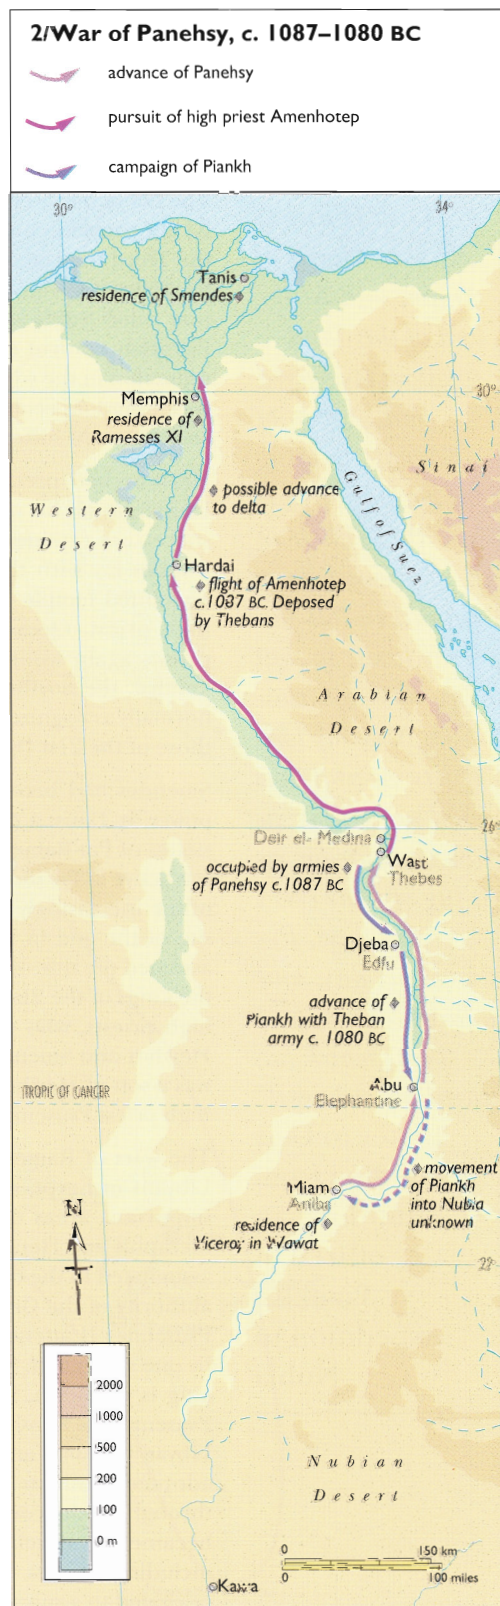 2/War of Panehsy, c. 1087–1080 BC
advance of Panehsy
pursuit of high priest Amenhotep
campaign of Piankh
30°
34°
Tanis
residence of Smendes
30°
Memphis
residence of
Ramesses XI
Sinai
Gulf of Suez
possible advance
to delta
Western
Desert
Hardai
flight of Amenhotep
c.1087 BC. Deposed
by Thebans
Arabian
Desert
26°
Deir el-Medina
Wast
Thebes
occupied by armies
of Panehsy c.1087 BC
Djeba
Edfu
advance of
Piankh with Theban
army c. 1080 BC
Abu
Elephantine
TROPIC OF CANCER
movement
of Piankh
into Nubia
unknown
Miam
Aniba
residence of
Viceroy in Wawat
N
22°
2000
1000
500
200
100
0 m
Nubian
Desert
0 150 km
0 100 miles
Kawa